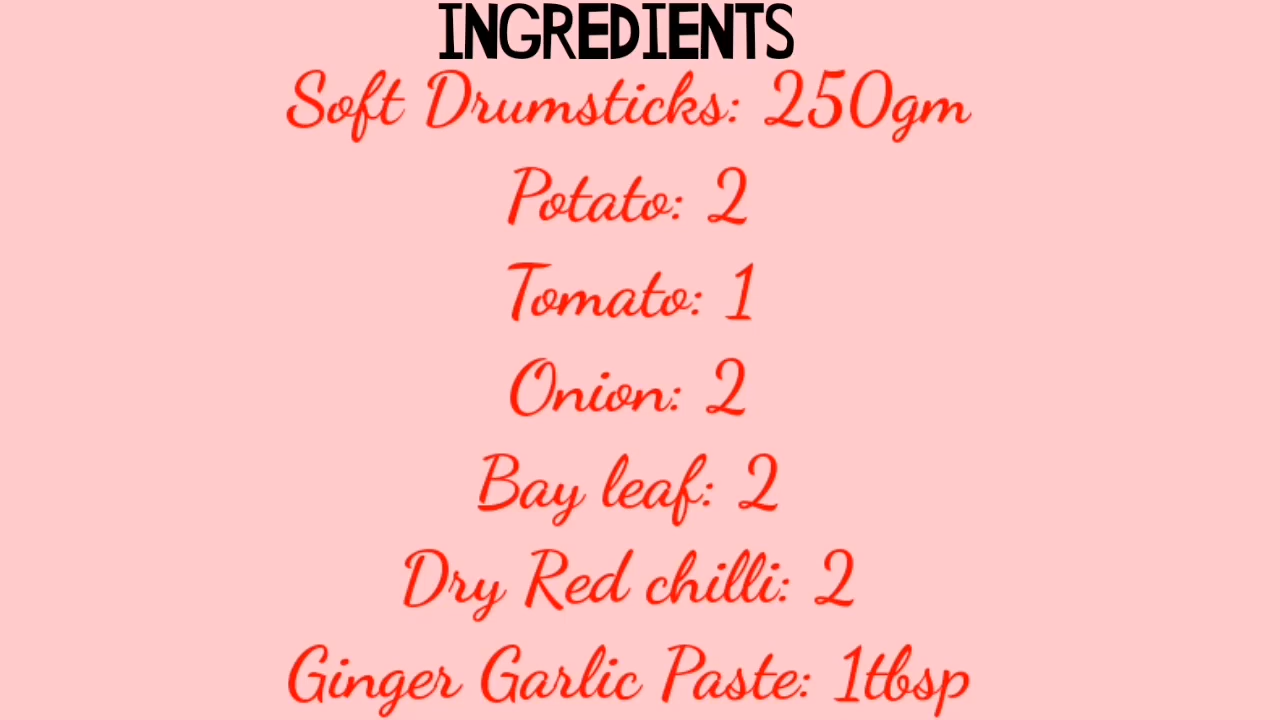 INGREDIENTS
Soft Drumsticks: 250gm
Potato: 2
Tomato: 1
Onion: 2
Bay leaf: 2
Dry Red chilli: 2
Ginger Garlic Paste: 1tbsp